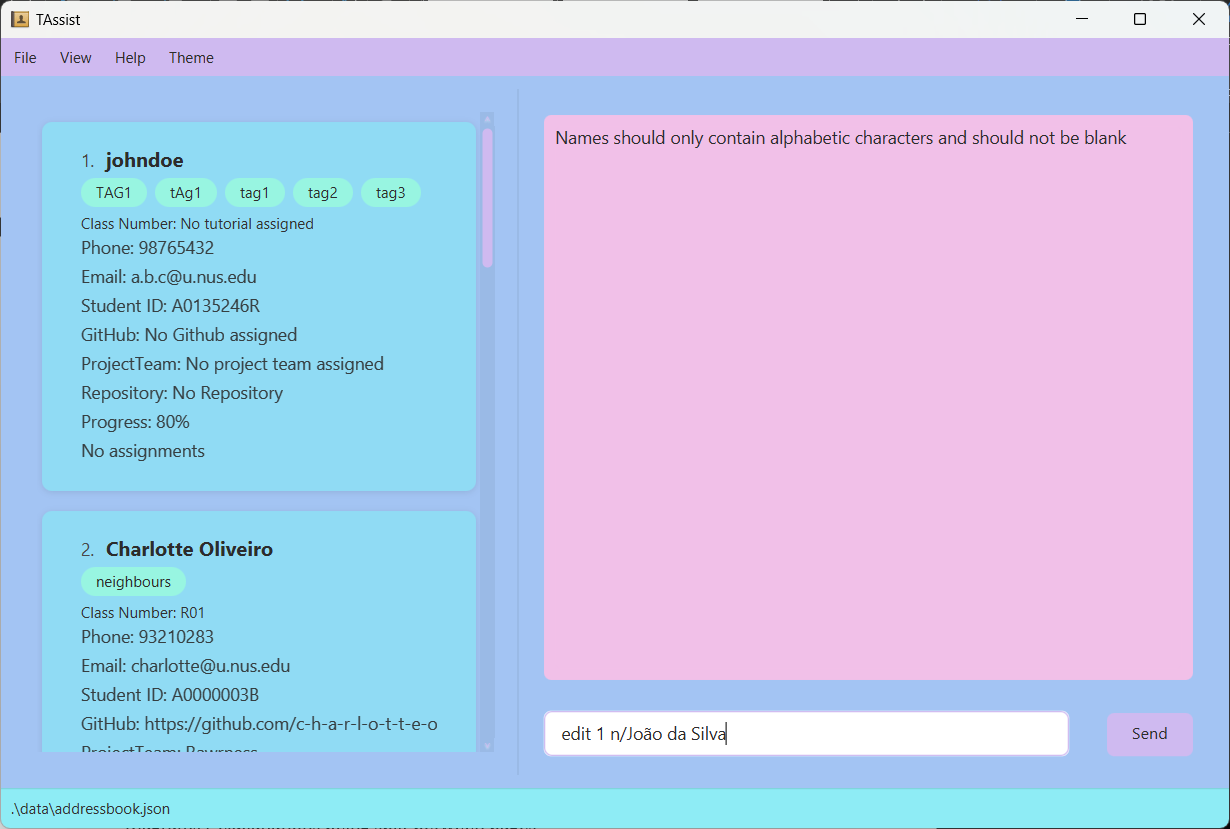 TAssist
File View Help Theme
1. johndoe
TAG1 tAg1 tag1 tag2 tag3
Class Number: No tutorial assigned
Phone: 98765432
Email: a.b.c@u.nus.edu
Student ID: A0135246R
GitHub: No Github assigned
ProjectTeam: No project team assigned
Repository: No Repository
Progress: 80%
No assignments
2. Charlotte Oliveiro
neighbours
Class Number: R01
Phone: 93210283
Email: charlotte@u.nus.edu
Student ID: A0000003B
GitHub: https://github.com/c-h-a-r-l-o-t-t-e-o
ProjectTeam: Rawrness
Names should only contain alphabetic characters and should not be blank
edit 1 n/João da Silva
Send
.\data\addressbook.json